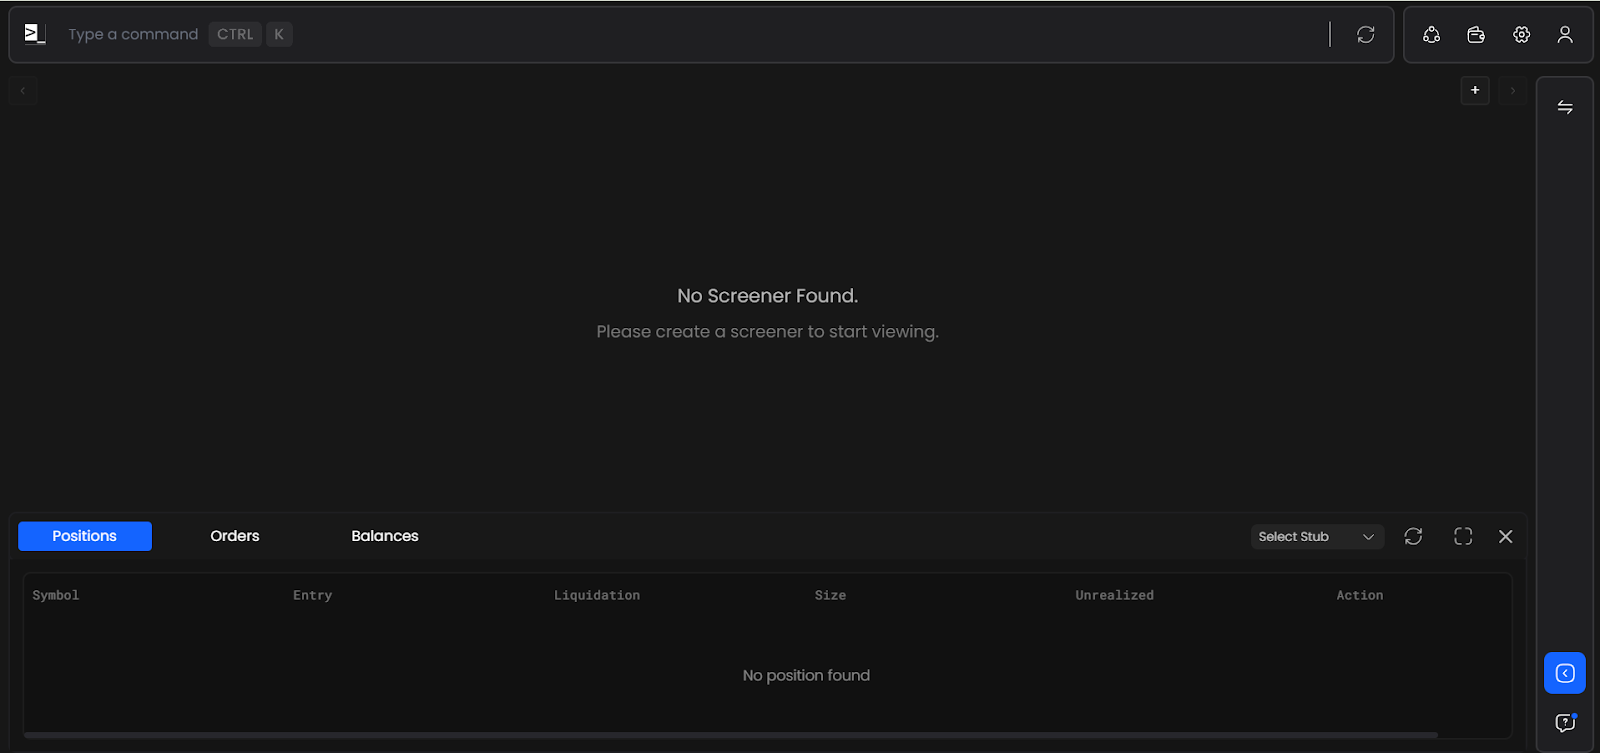 Type a command CTRL K
No Screener Found.
Please create a screener to start viewing.
Positions Orders Balances Select Stub
Symbol Entry Liquidation Size Unrealized Action
No position found